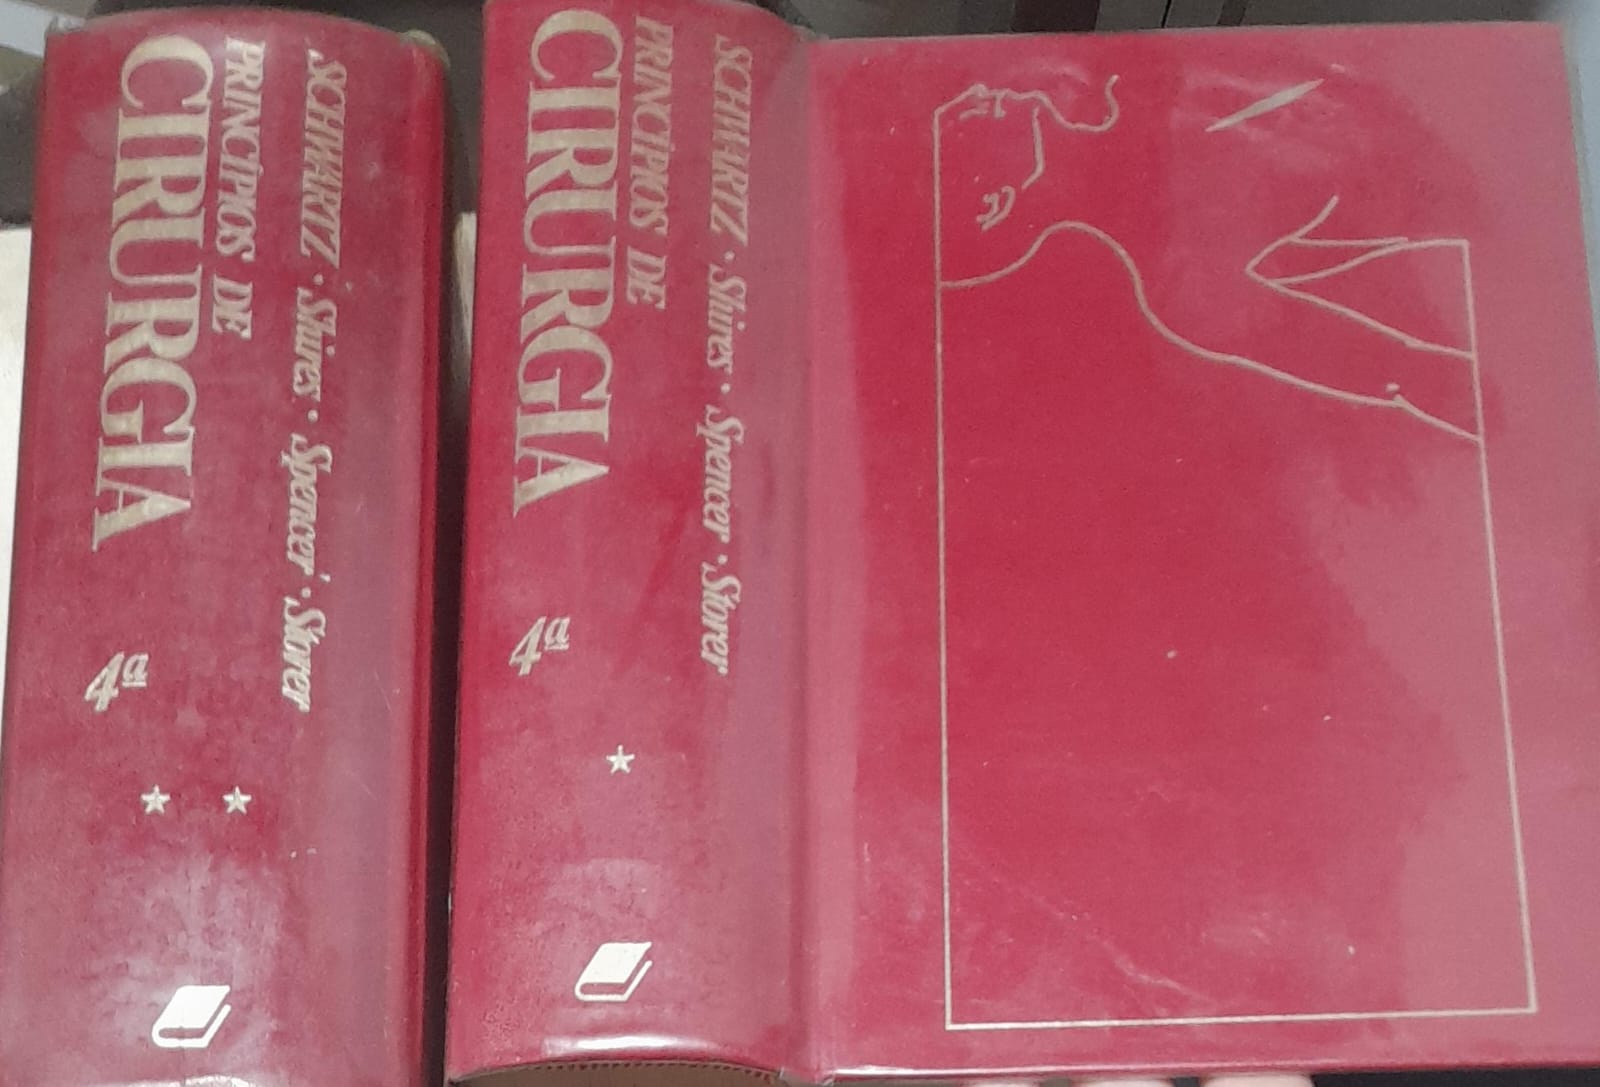 SCHWARTZ · Shires · Spencer · Storer
PRINCÍPIOS DE
CIRURGIA
4ª
SCHWARTZ · Shires · Spencer · Storer
PRINCÍPIOS DE
CIRURGIA
4ª